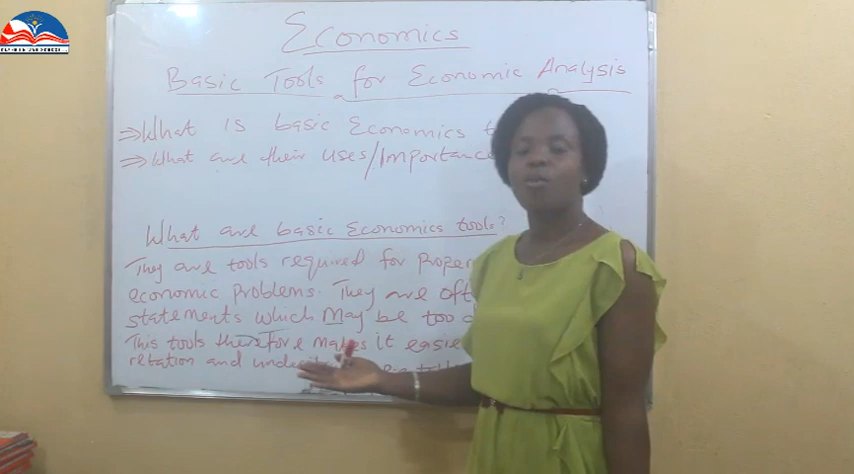 Economics
Basic Tools for Economic Analysis
⇒What is basic Economics
⇒What are their uses/Importanc
What are basic Economics tools?
They are tools required for proper
economic problems. They are oft
statements which May be too
This tools therefore makes it easie
retation and